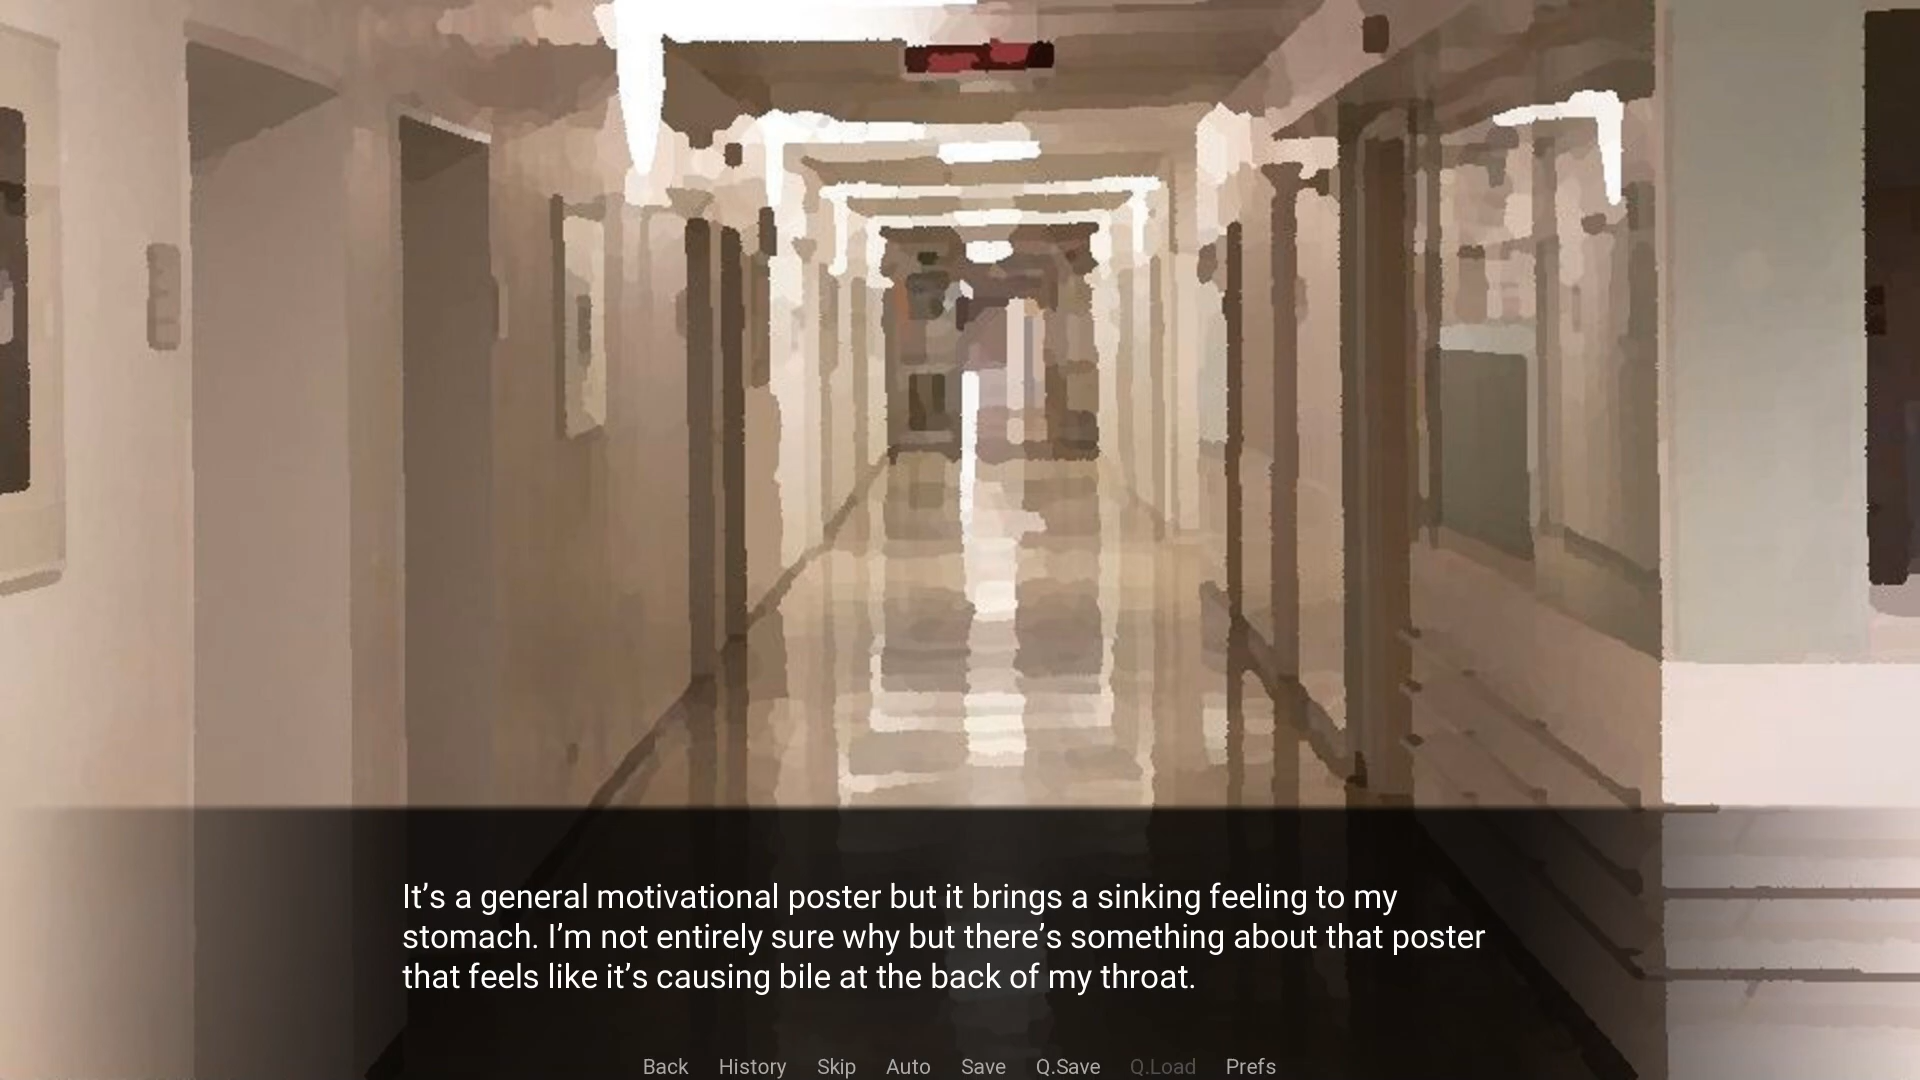 It’s a general motivational poster but it brings a sinking feeling to my
stomach. I’m not entirely sure why but there’s something about that poster
that feels like it’s causing bile at the back of my throat.
Back History Skip Auto Save Q.Save Q.Load Prefs